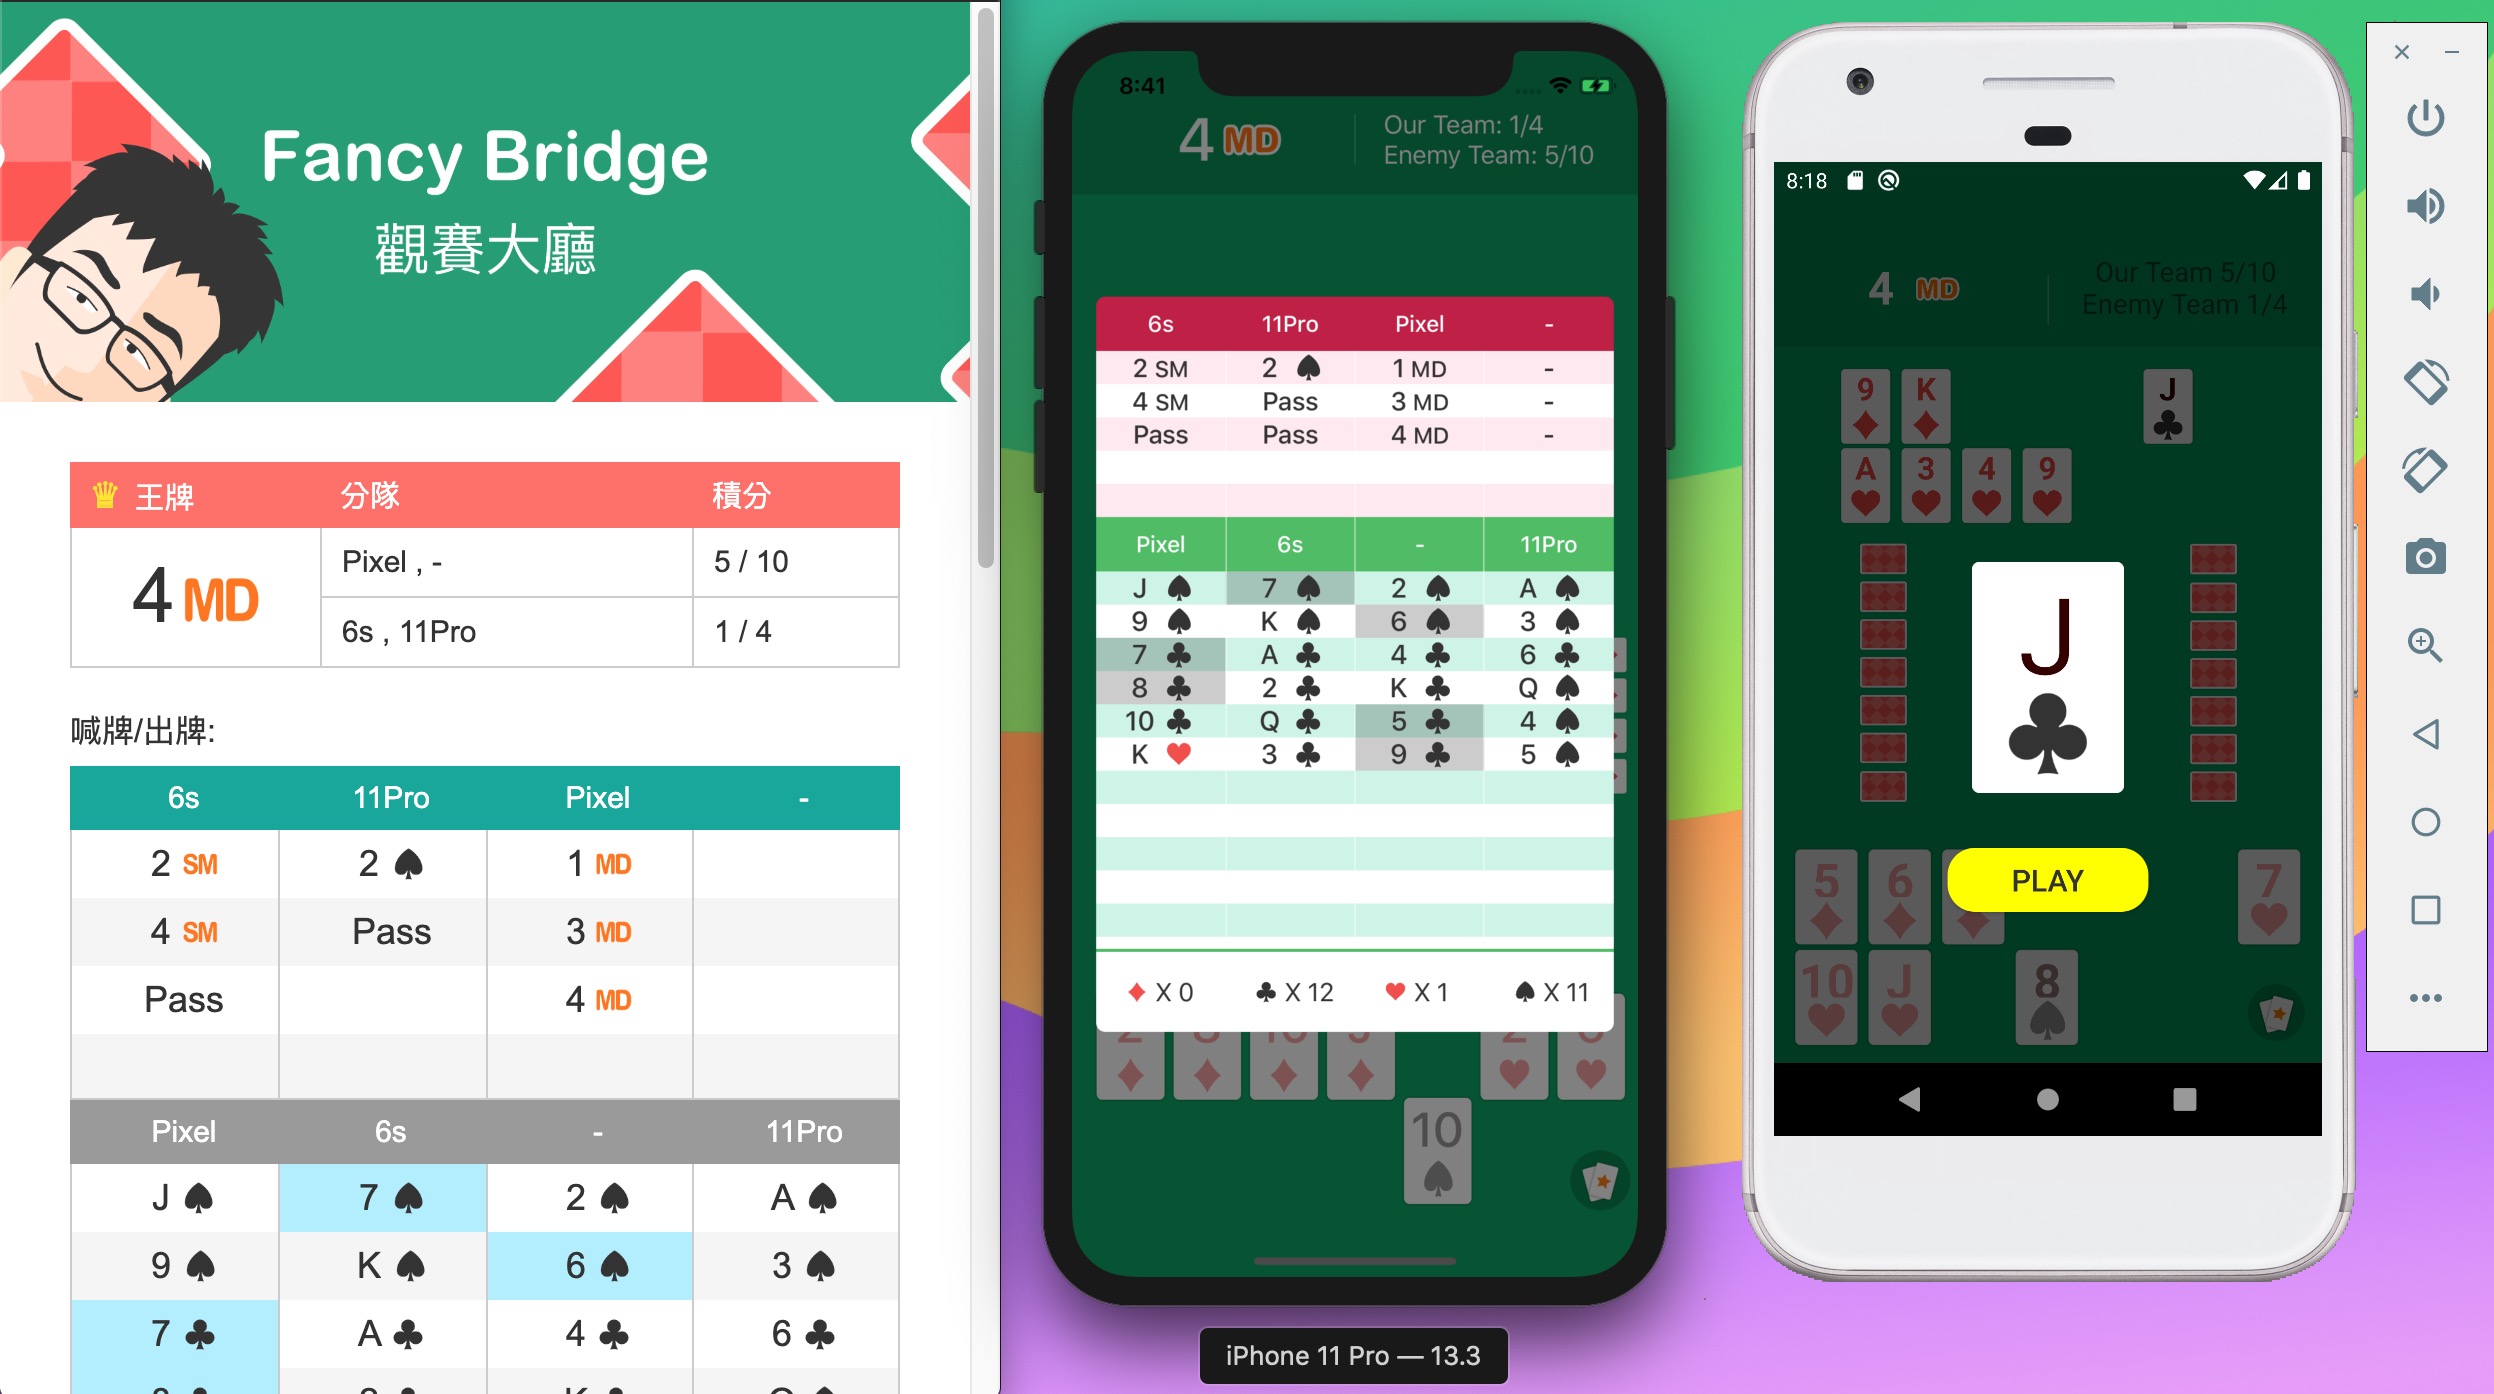 Fancy Bridge
觀賽大廳
王牌 分隊 積分
4 MD
Pixel , - 5 / 10
6s , 11Pro 1 / 4
喊牌/出牌:
6s 11Pro Pixel -
2 SM 2 ♠ 1 MD
4 SM Pass 3 MD
Pass 4 MD
Pixel 6s - 11Pro
J ♠ 7 ♠ 2 ♠ A ♠
9 ♠ K ♠ 6 ♠ 3 ♠
7 ♣ A ♣ 4 ♣ 6 ♣
8:41
4 MD
Our Team: 1/4
Enemy Team: 5/10
6s 11Pro Pixel -
2 SM 2 ♠ 1 MD -
4 SM Pass 3 MD -
Pass Pass 4 MD -
Pixel 6s - 11Pro
J ♠ 7 ♠ 2 ♠ A ♠
9 ♠ K ♠ 6 ♠ 3 ♠
7 ♣ A ♣ 4 ♣ 6 ♣
8 ♣ 2 ♣ K ♣ Q ♠
10 ♣ Q ♣ 5 ♣ 4 ♠
K ♥ 3 ♣ 9 ♣ 5 ♠
♦ X 0 ♣ X 12 ♥ X 1 ♠ X 11
10 ♠
iPhone 11 Pro — 13.3
8:18
4 MD
Our Team 5/10
Enemy Team 1/4
9 ♦ K ♦ J ♣
A ♥ 3 ♥ 4 ♥ 9 ♥
J ♣
PLAY
5 ♦ 6 ♦ 7 ♥
10 ♥ J ♥ 8 ♠